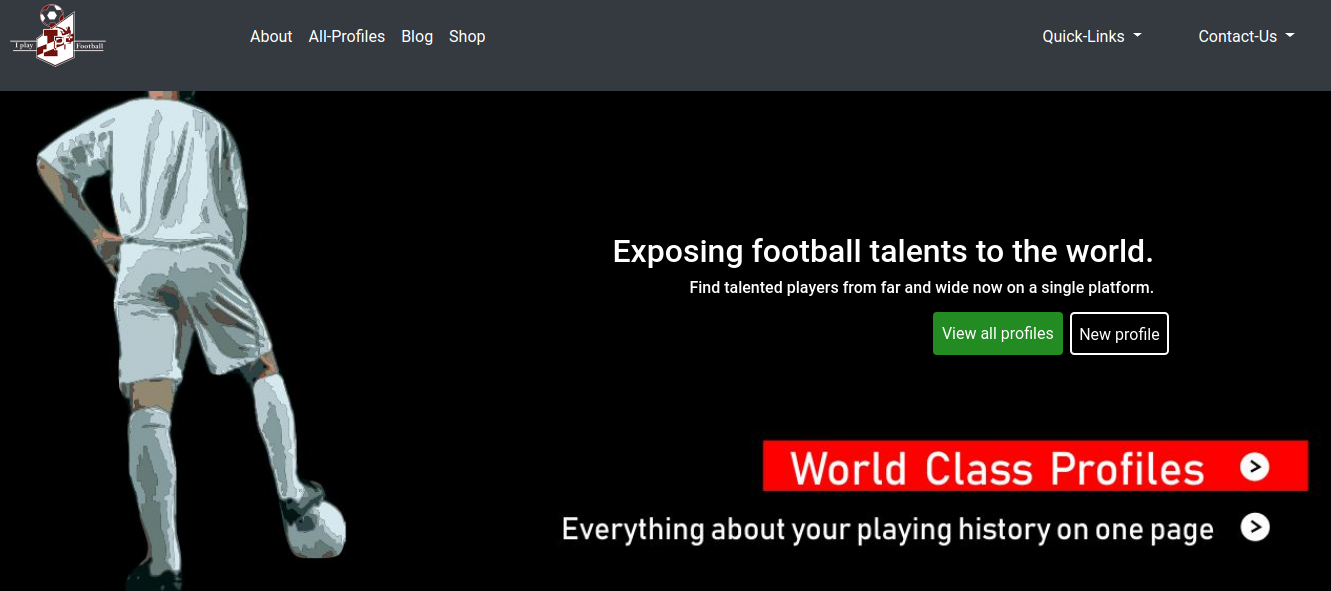 I play Football
About All-Profiles Blog Shop Quick-Links Contact-Us
Exposing football talents to the world.
Find talented players from far and wide now on a single platform.
View all profiles New profile
World Class Profiles
Everything about your playing history on one page